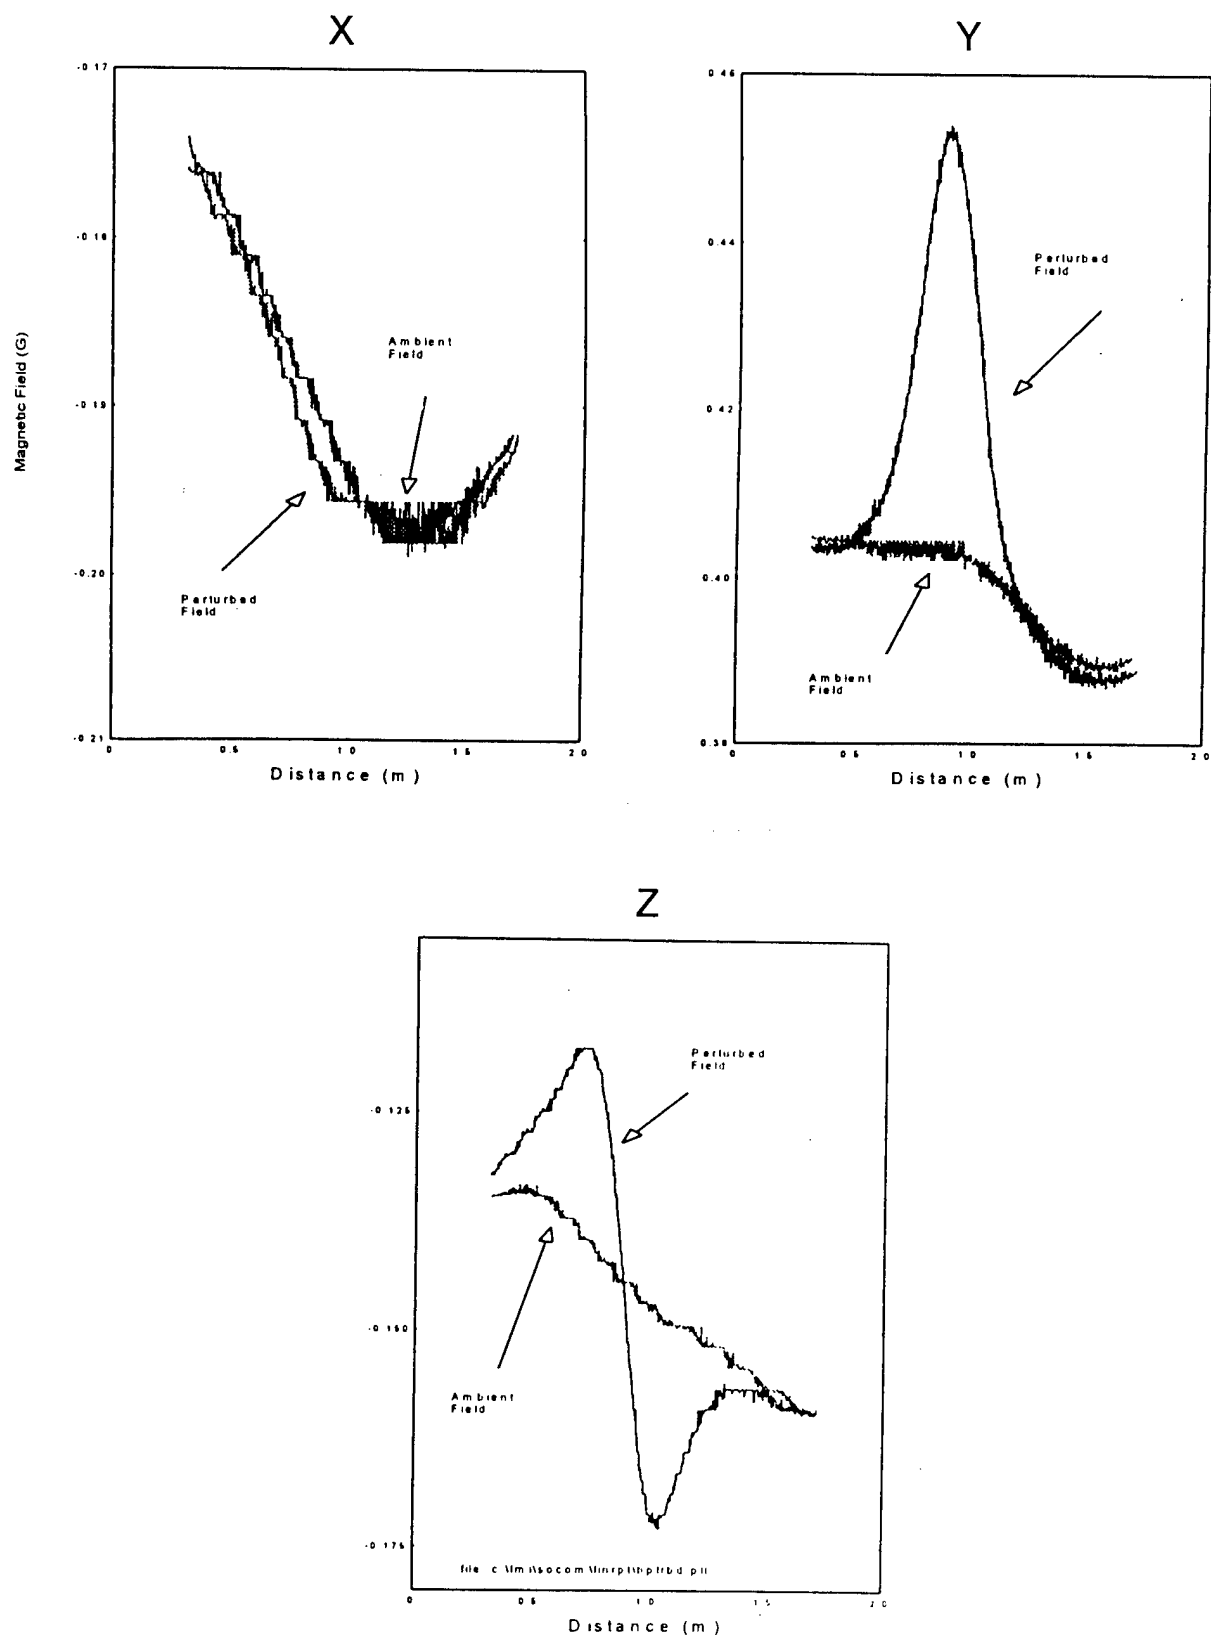 X
Y
-0.17
-0.18
-0.19
-0.20
-0.21
Magnetic Field (G)
Ambient
Field
Perturbed
Field
0
0.5
1.0
1.5
2.0
Distance (m)
0.46
0.44
0.42
0.40
0.38
Perturbed
Field
Ambient
Field
0
0.5
1.0
1.5
2.0
Distance (m)
Z
-0.125
-0.150
-0.175
Perturbed
Field
Ambient
Field
file c:
0.5
1.0
1.5
2.0
Distance (m)